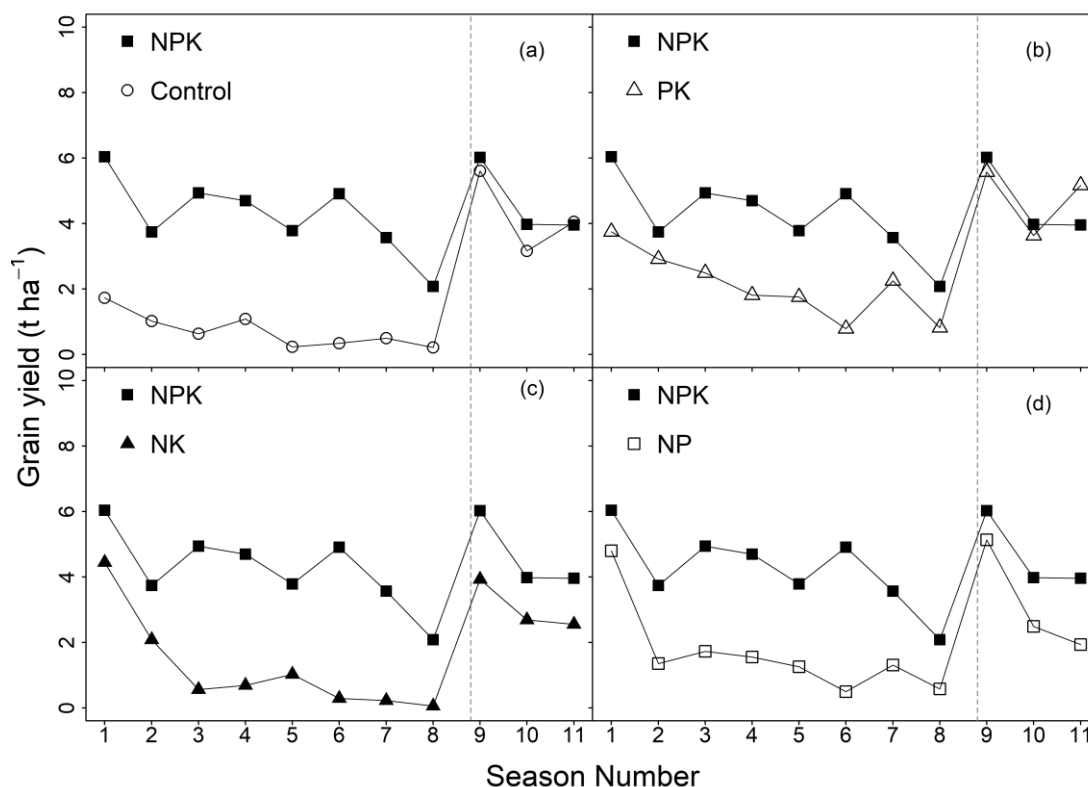 Grain yield (t ha⁻¹)
0 2 4 6 8 10
NPK (a)
Control
NPK (b)
PK
0 2 4 6 8 10
NPK (c)
NK
NPK (d)
NP
1 2 3 4 5 6 7 8 9 11
1 2 3 4 5 6 7 8 9 11
Season Number